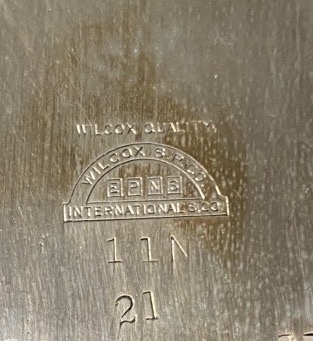 WILCOX QUALITY
WILCOX S.P. CO
EPNS
INTERNATIONAL S. CO.
11N
21